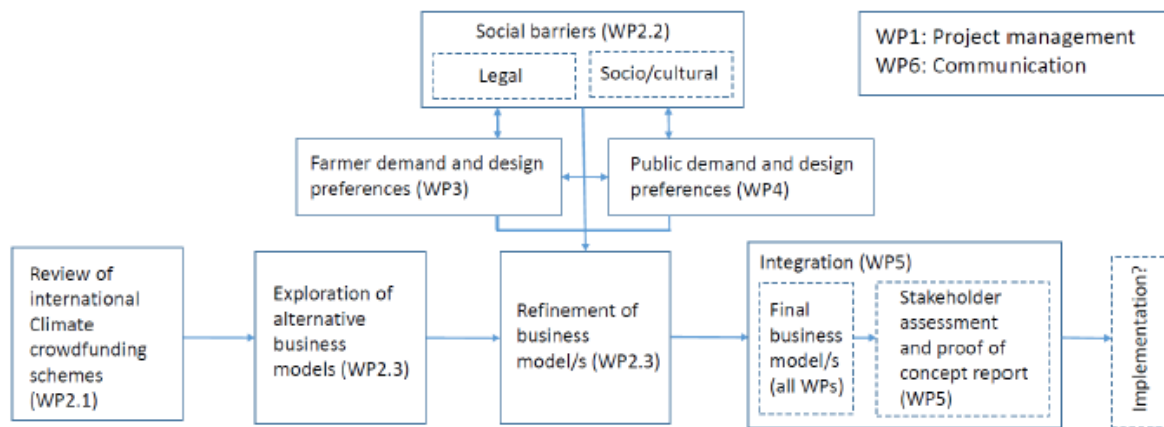 Social barriers (WP2.2)
Legal
Socio/cultural
WP1: Project management
WP6: Communication
Farmer demand and design
preferences (WP3)
Public demand and design
preferences (WP4)
Review of
international
Climate
crowdfunding
schemes
(WP2.1)
Exploration of
alternative
business
models (WP2.3)
Refinement of
business
model/s (WP2.3)
Integration (WP5)
Final
business
model/s
(all WPs)
Stakeholder
assessment
and proof of
concept report
(WP5)
Implementation?